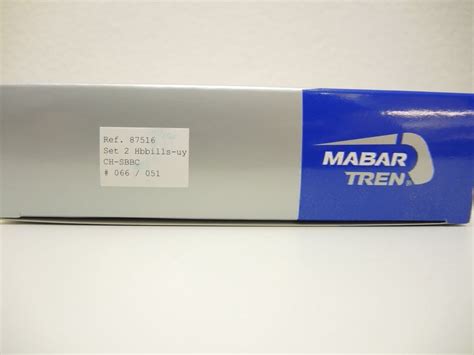 Ref. 87516
Set 2 Hbbills-uy
CH-SBBC
# 066 / 051
MABAR
TREN®